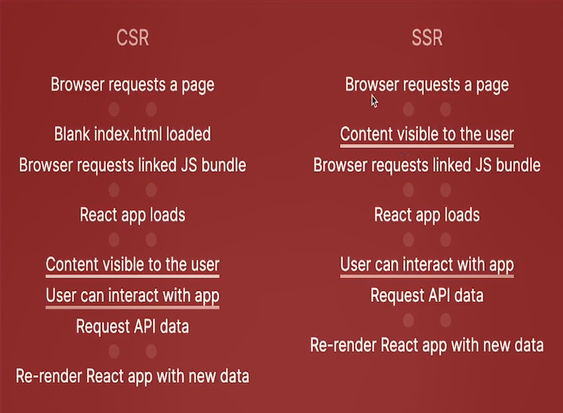 CSR
Browser requests a page
Blank index.html loaded
Browser requests linked JS bundle
React app loads
Content visible to the user
User can interact with app
Request API data
Re-render React app with new data
SSR
Browser requests a page
Content visible to the user
Browser requests linked JS bundle
React app loads
User can interact with app
Request API data
Re-render React app with new data